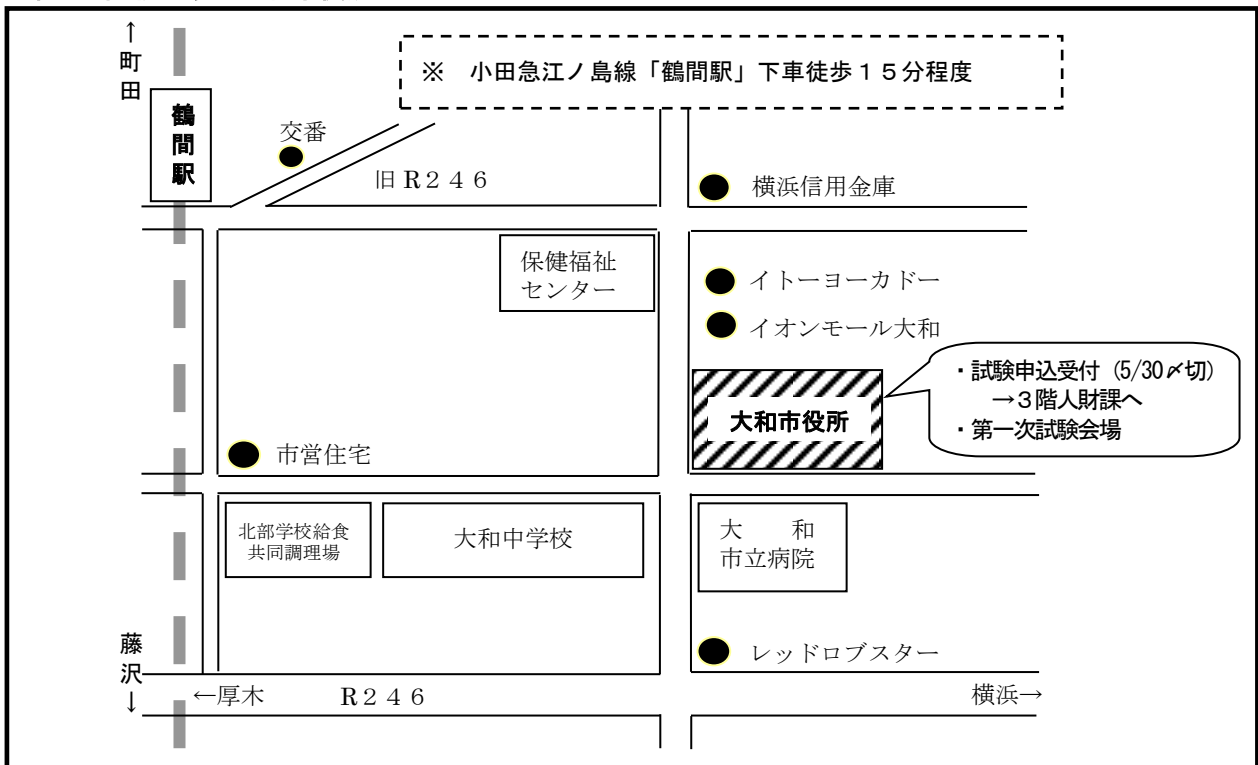 ↑町田
※ 小田急江ノ島線「鶴間駅」下車徒歩15分程度
鶴間駅
交番
旧R246
横浜信用金庫
保健福祉
センター
イトーヨーカドー
イオンモール大和
・試験申込受付(5/30〆切)
→3階人財課へ
・第一次試験会場
大和市役所
市営住宅
北部学校給食
共同調理場
大和中学校
大 和
市立病院
藤沢↓
レッドロブスター
←厚木 R246
横浜→